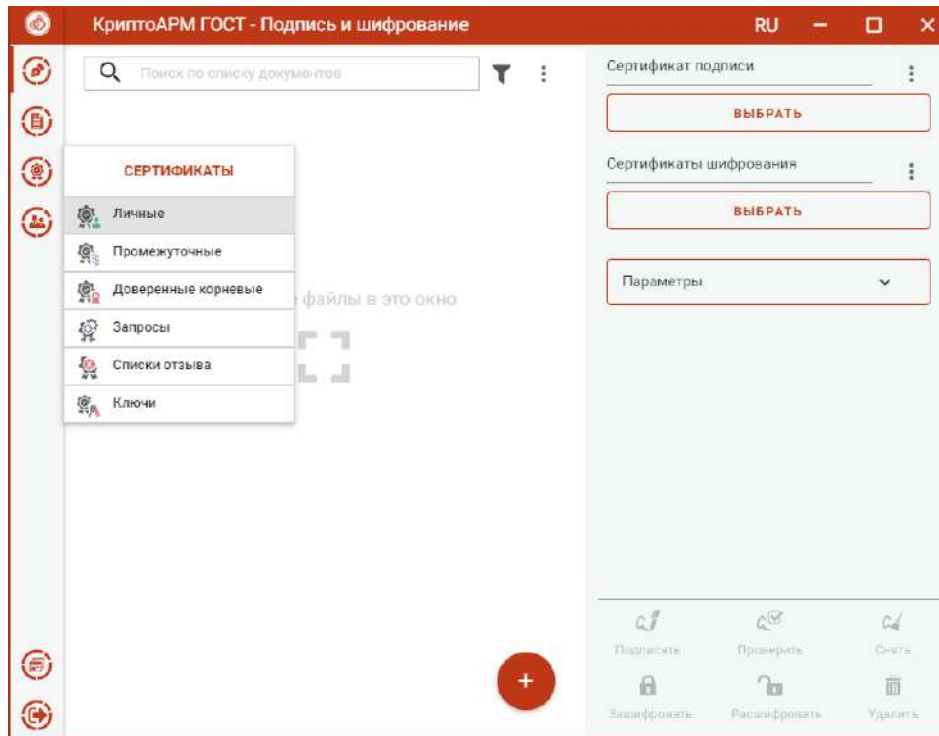 КриптоАРМ ГОСТ - Подпись и шифрование
RU
Поиск по списку документов
СЕРТИФИКАТЫ
Личные
Промежуточные
Доверенные корневые
Запросы
Списки отзыва
Ключи
файлы в это окно
+
Сертификат подписи
ВЫБРАТЬ
Сертификаты шифрования
ВЫБРАТЬ
Параметры
Подписать
Проверить
Снять
Зашифровать
Расшифровать
Удалить